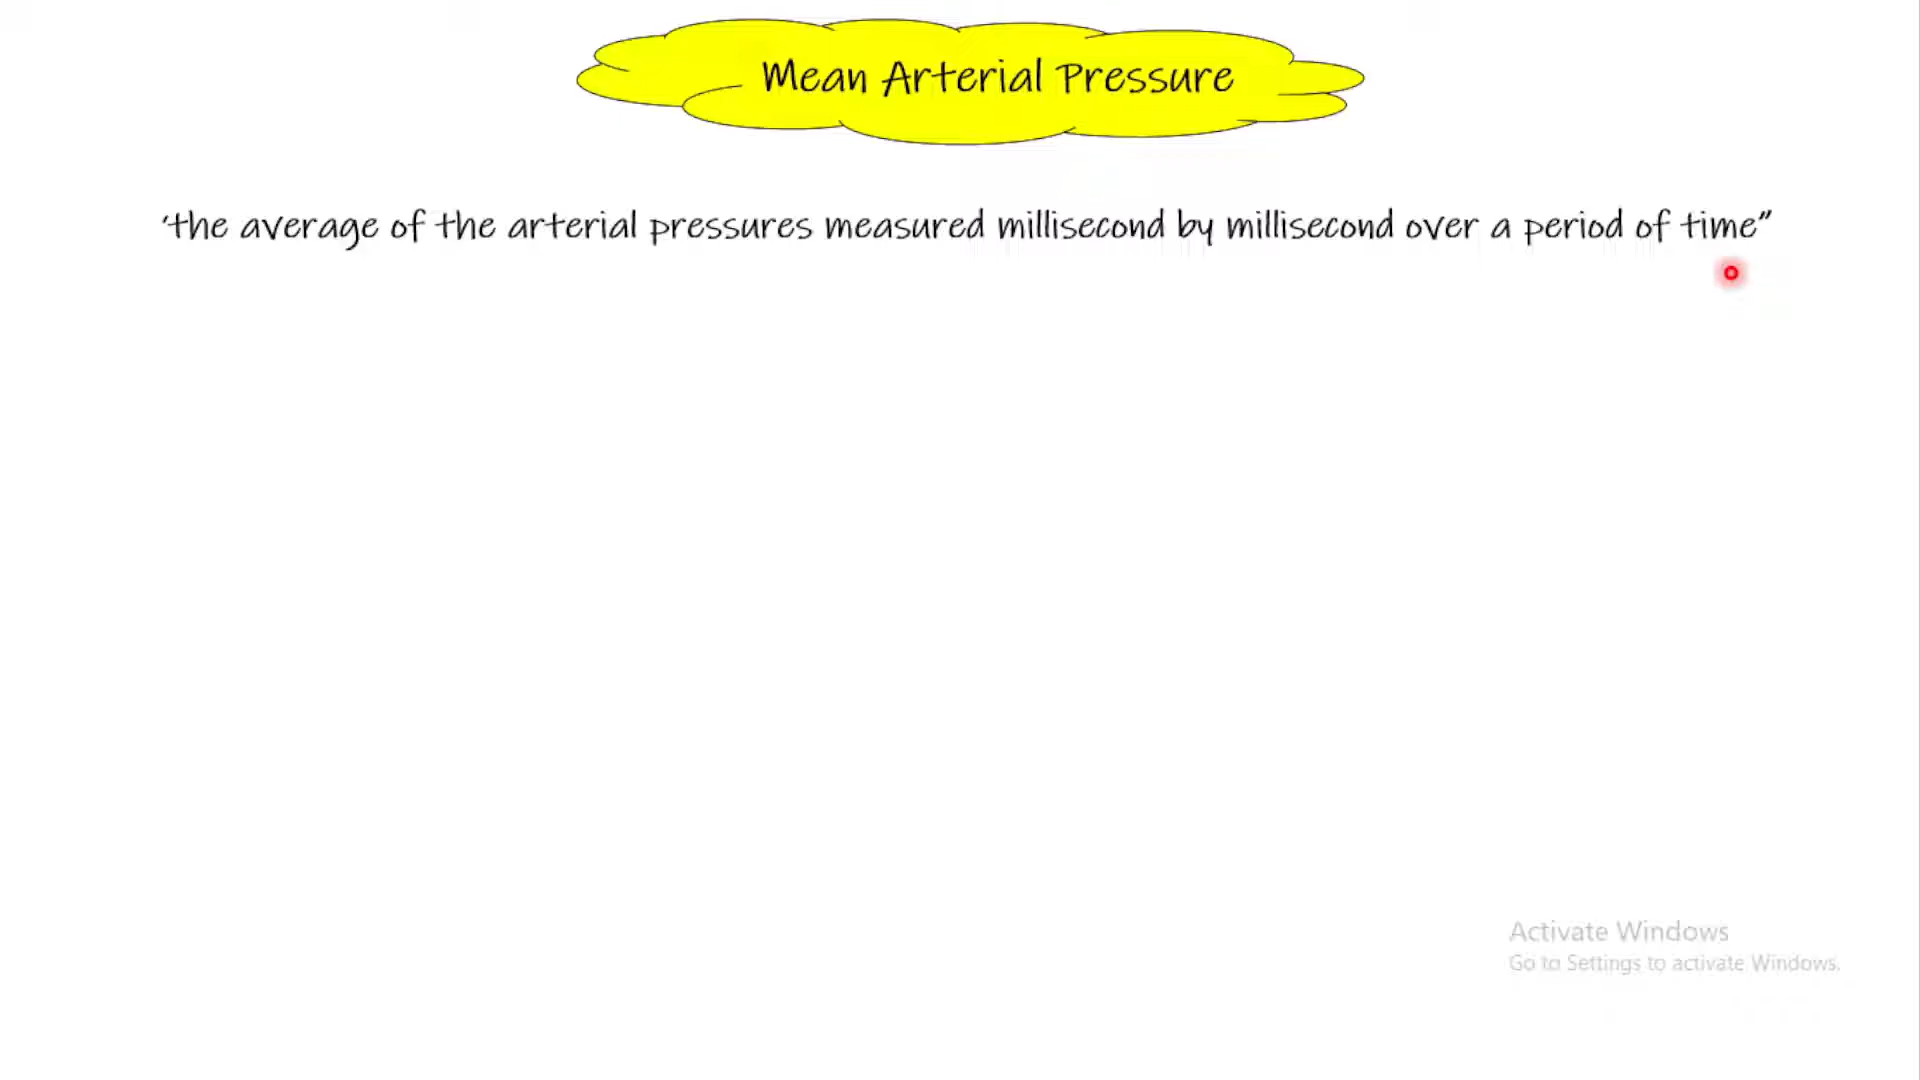 Mean Arterial Pressure
‘the average of the arterial pressures measured millisecond by millisecond over a period of time”
Activate Windows
Go to Settings to activate Windows.